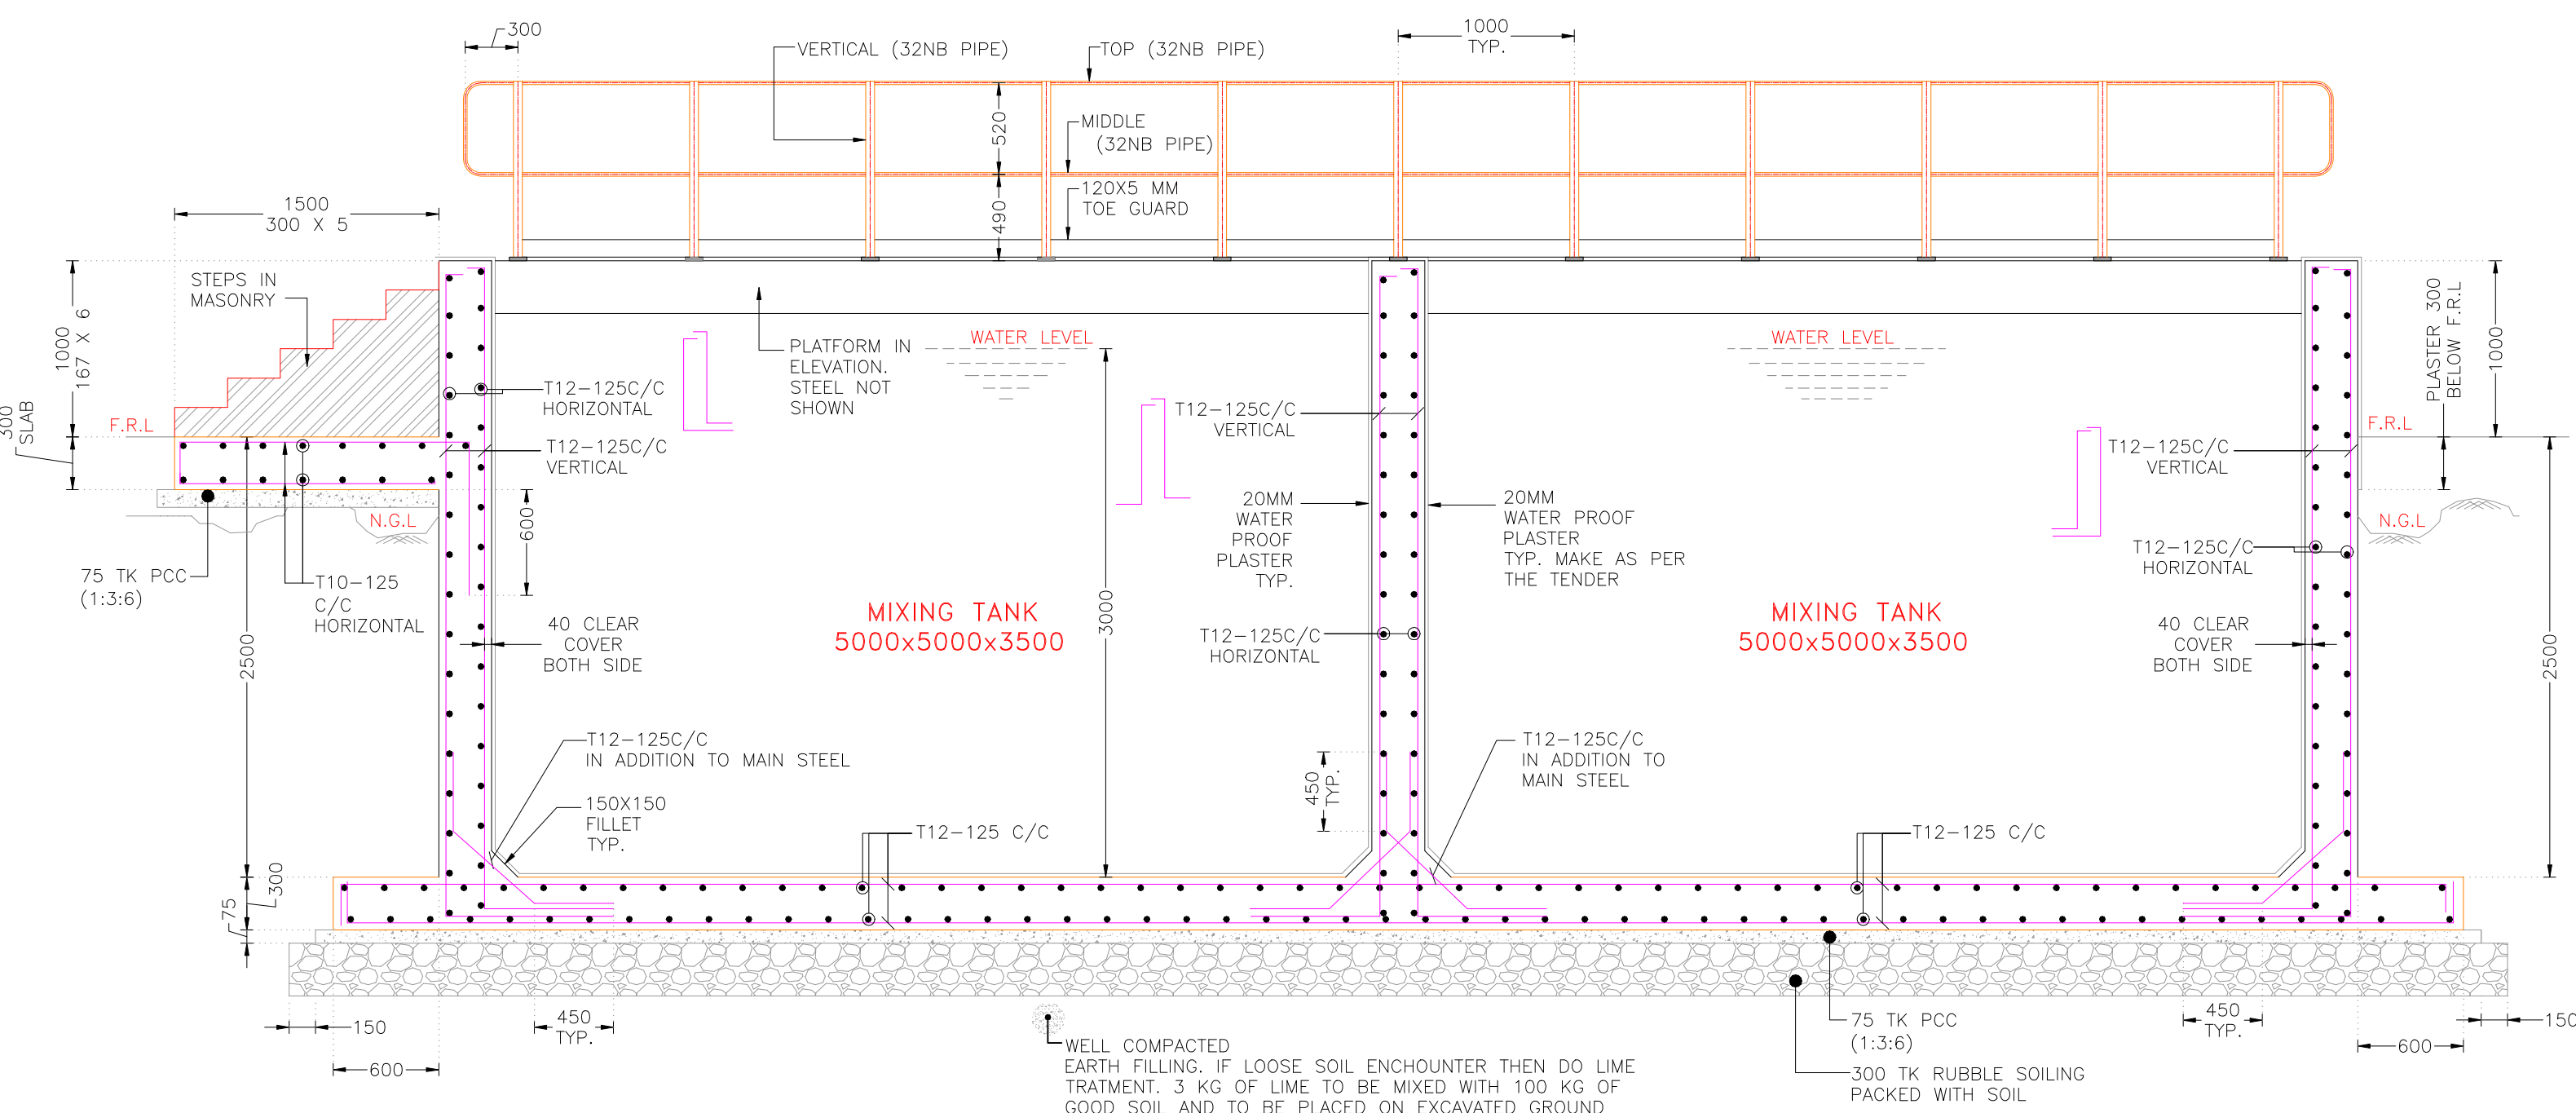 300
VERTICAL (32NB PIPE)
TOP (32NB PIPE)
1000
TYP.
520
MIDDLE
(32NB PIPE)
490
120X5 MM
TOE GUARD
1500
300 X 5
STEPS IN
MASONRY
1000
167 X 6
300
SLAB
F.R.L
PLATFORM IN
ELEVATION.
STEEL NOT
SHOWN
WATER LEVEL
WATER LEVEL
PLASTER 300
BELOW F.R.L
1000
T12-125C/C
HORIZONTAL
T12-125C/C
VERTICAL
T12-125C/C
VERTICAL
T12-125C/C
VERTICAL
F.R.L
N.G.L
N.G.L
600
20MM
WATER
PROOF
PLASTER
TYP.
20MM
WATER PROOF
PLASTER
TYP. MAKE AS PER
THE TENDER
T12-125C/C
HORIZONTAL
75 TK PCC
(1:3:6)
T10-125
C/C
HORIZONTAL
MIXING TANK
5000x5000x3500
3000
MIXING TANK
5000x5000x3500
40 CLEAR
COVER
BOTH SIDE
T12-125C/C
HORIZONTAL
40 CLEAR
COVER
BOTH SIDE
2500
2500
T12-125C/C
IN ADDITION TO MAIN STEEL
150X150
FILLET
TYP.
T12-125 C/C
450
TYP.
T12-125C/C
IN ADDITION TO
MAIN STEEL
T12-125 C/C
300
75
150
450
TYP.
600
WELL COMPACTED
EARTH FILLING. IF LOOSE SOIL ENCHOUNTER THEN DO LIME
TRATMENT. 3 KG OF LIME TO BE MIXED WITH 100 KG OF
GOOD SOIL AND TO BE PLACED ON EXCAVATED GROUND
75 TK PCC
(1:3:6)
300 TK RUBBLE SOILING
PACKED WITH SOIL
450
TYP.
600
150